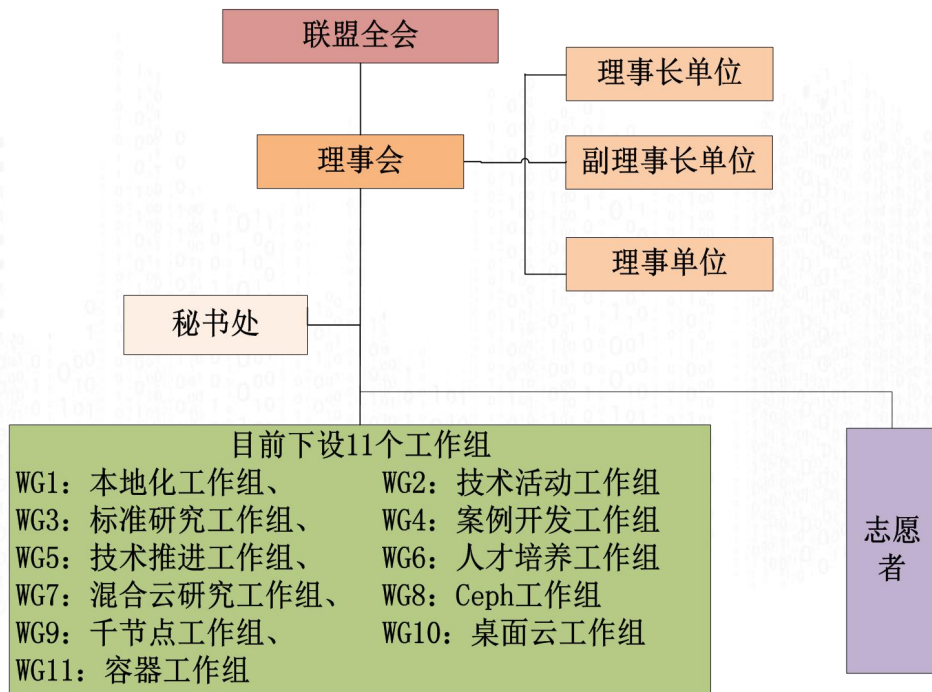 联盟全会
理事长单位
理事会
副理事长单位
理事单位
秘书处
目前下设11个工作组
WG1：本地化工作组、 WG2：技术活动工作组
WG3：标准研究工作组、 WG4：案例开发工作组
WG5：技术推进工作组、 WG6：人才培养工作组
WG7：混合云研究工作组、 WG8：Ceph工作组
WG9：千节点工作组、 WG10：桌面云工作组
WG11：容器工作组
志愿
者